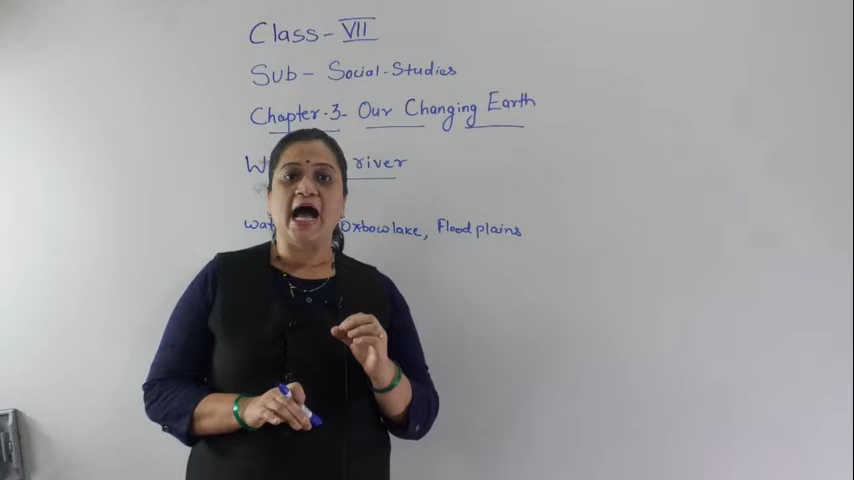 Class - VII
Sub - Social-Studies
Chapter-3- Our Changing Earth
river
Oxbow lake, Flood plains